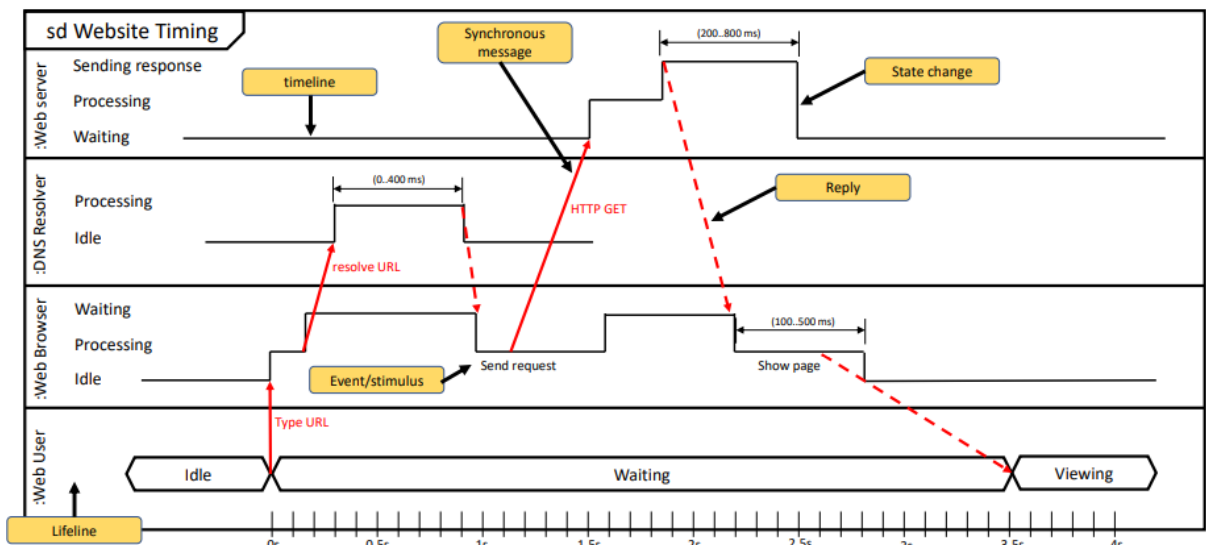 sd Website Timing
:Web server
Sending response
Processing
Waiting
timeline
Synchronous
message
(200..800 ms)
State change
:DNS Resolver
Processing
Idle
(0..400 ms)
resolve URL
HTTP GET
Reply
:Web Browser
Waiting
Processing
Idle
Event/stimulus
Send request
(100..500 ms)
Show page
Type URL
:Web User
Idle
Waiting
Viewing
Lifeline
0s
0.5s
1s
1.5s
2s
2.5s
3s
3.5s
4s